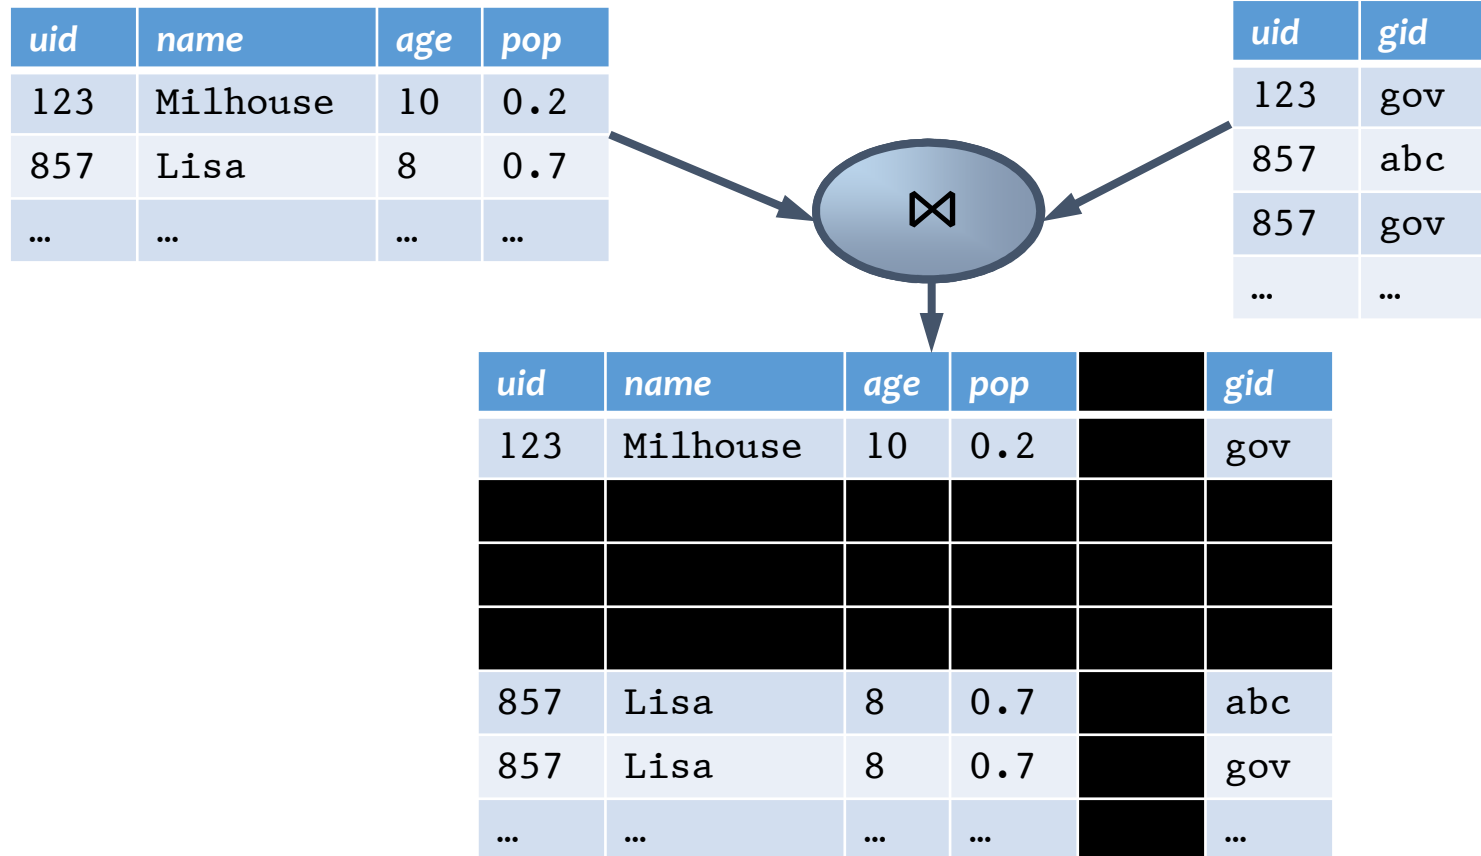 uid name age pop
123 Milhouse 10 0.2
857 Lisa 8 0.7
… … … …
uid gid
123 gov
857 abc
857 gov
… …
⋈
uid name age pop gid
123 Milhouse 10 0.2 gov
857 Lisa 8 0.7 abc
857 Lisa 8 0.7 gov
… … … … …